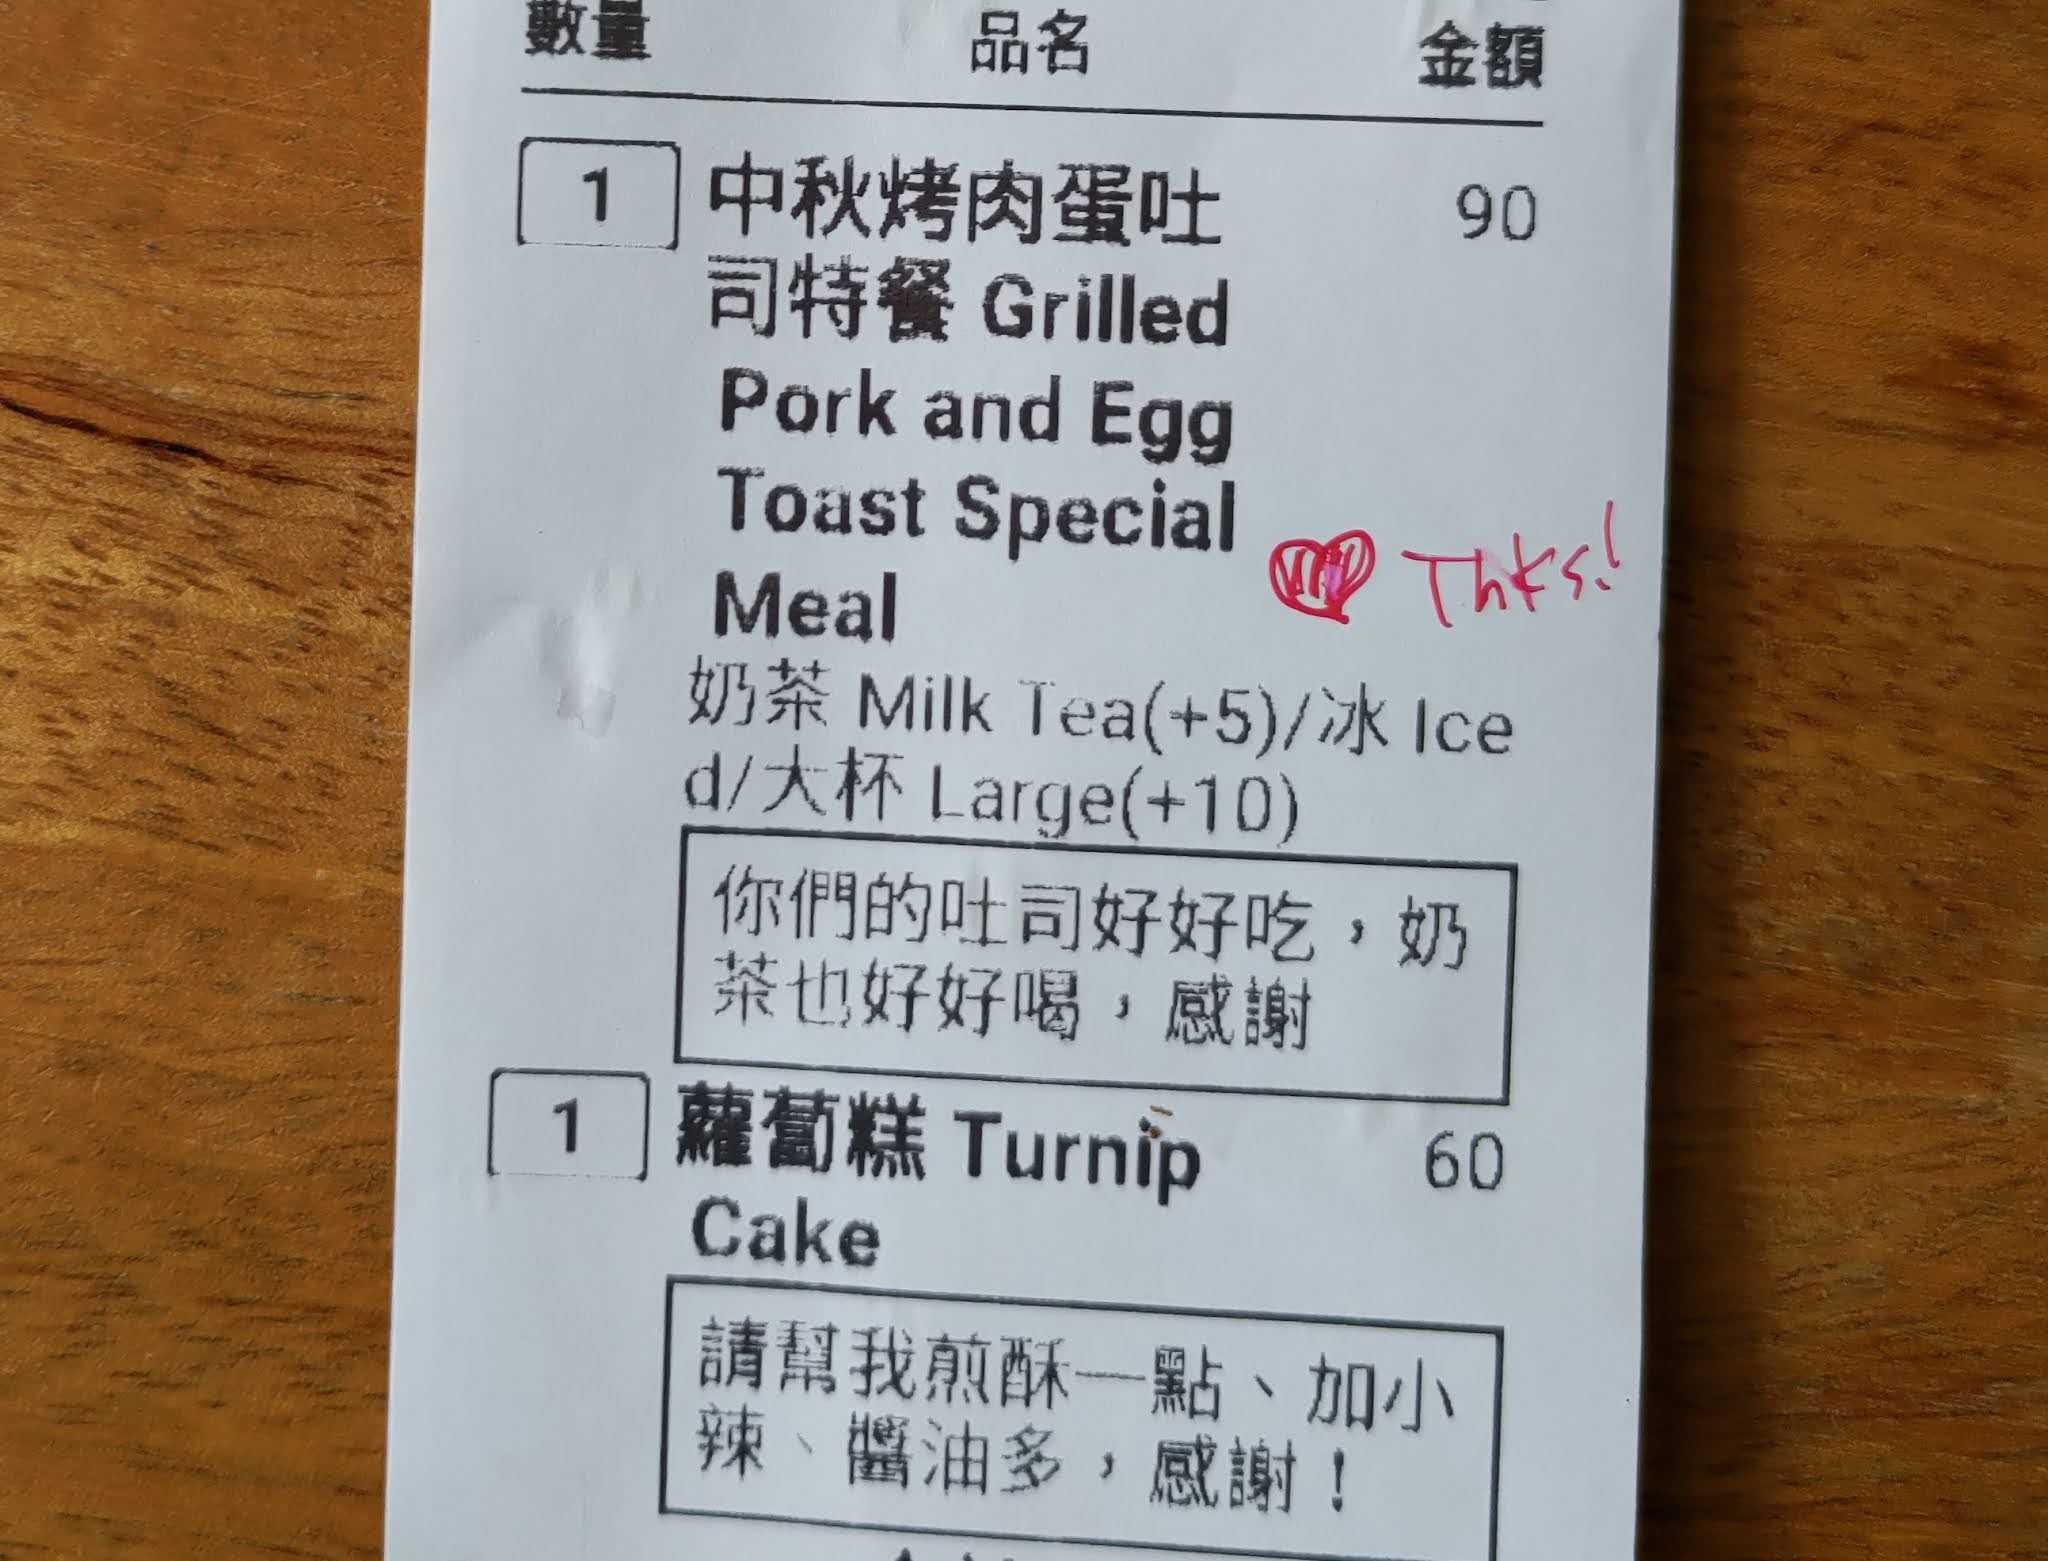 數量 品名 金額
1 中秋烤肉蛋吐 90
司特餐 Grilled
Pork and Egg
Toast Special
Meal
Thks!
奶茶 Milk Tea(+5)/冰 Ice
d/大杯 Large(+10)
你們的吐司好好吃，奶
茶也好好喝，感謝
1 蘿蔔糕 Turnip 60
Cake
請幫我煎酥一點、加小
辣、醬油多，感謝！